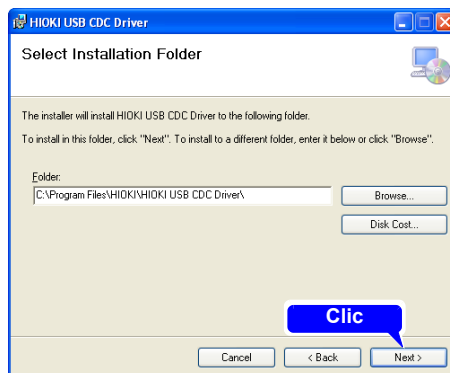 HIOKI USB CDC Driver
Select Installation Folder
The installer will install HIOKI USB CDC Driver to the following folder.
To install in this folder, click "Next". To install to a different folder, enter it below or click "Browse".
Folder:
C:\Program Files\HIOKI\HIOKI USB CDC Driver\
Browse...
Disk Cost...
Clic
Cancel
< Back
Next >